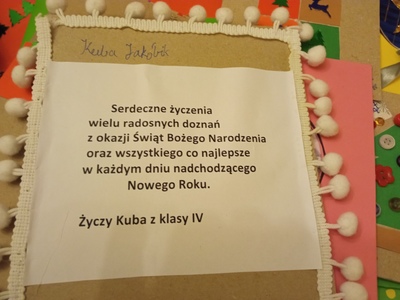 Kuba Jakóbik
Serdeczne życzenia
wielu radosnych doznań
z okazji Świąt Bożego Narodzenia
oraz wszystkiego co najlepsze
w każdym dniu nadchodzącego
Nowego Roku.
Życzy Kuba z klasy IV